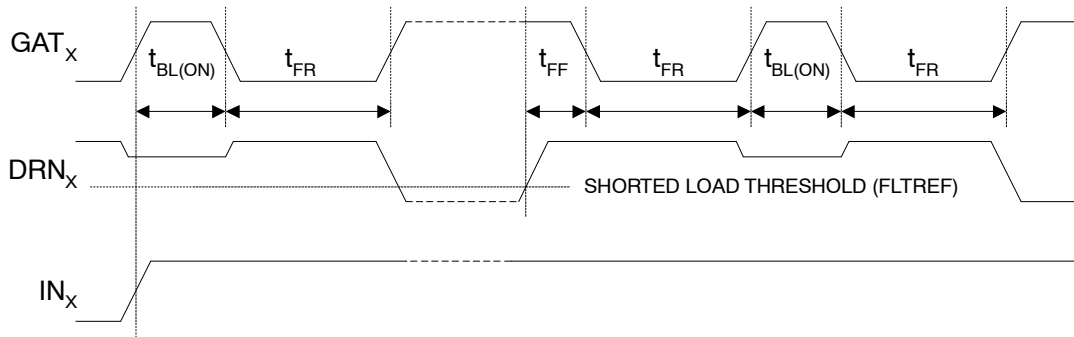 GATX
tBL(ON)
tFR
tFF
tFR
tBL(ON)
tFR
DRNX
SHORTED LOAD THRESHOLD (FLTREF)
INX